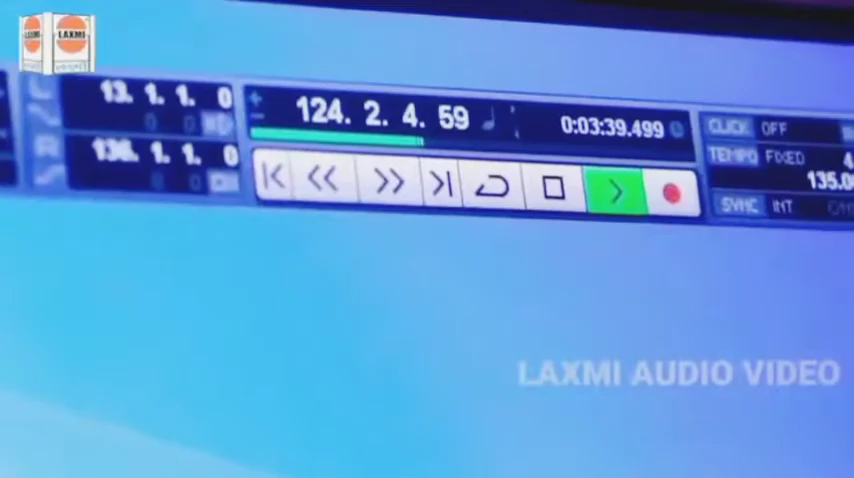 LAXMI LAXMI
13. 1. 1. 0
136. 1. 1. 0
124. 2. 4. 59
0:03:39.499
CLICK OFF
TEMPO FIXED
135.0
SYNC INT
LAXMI AUDIO VIDEO